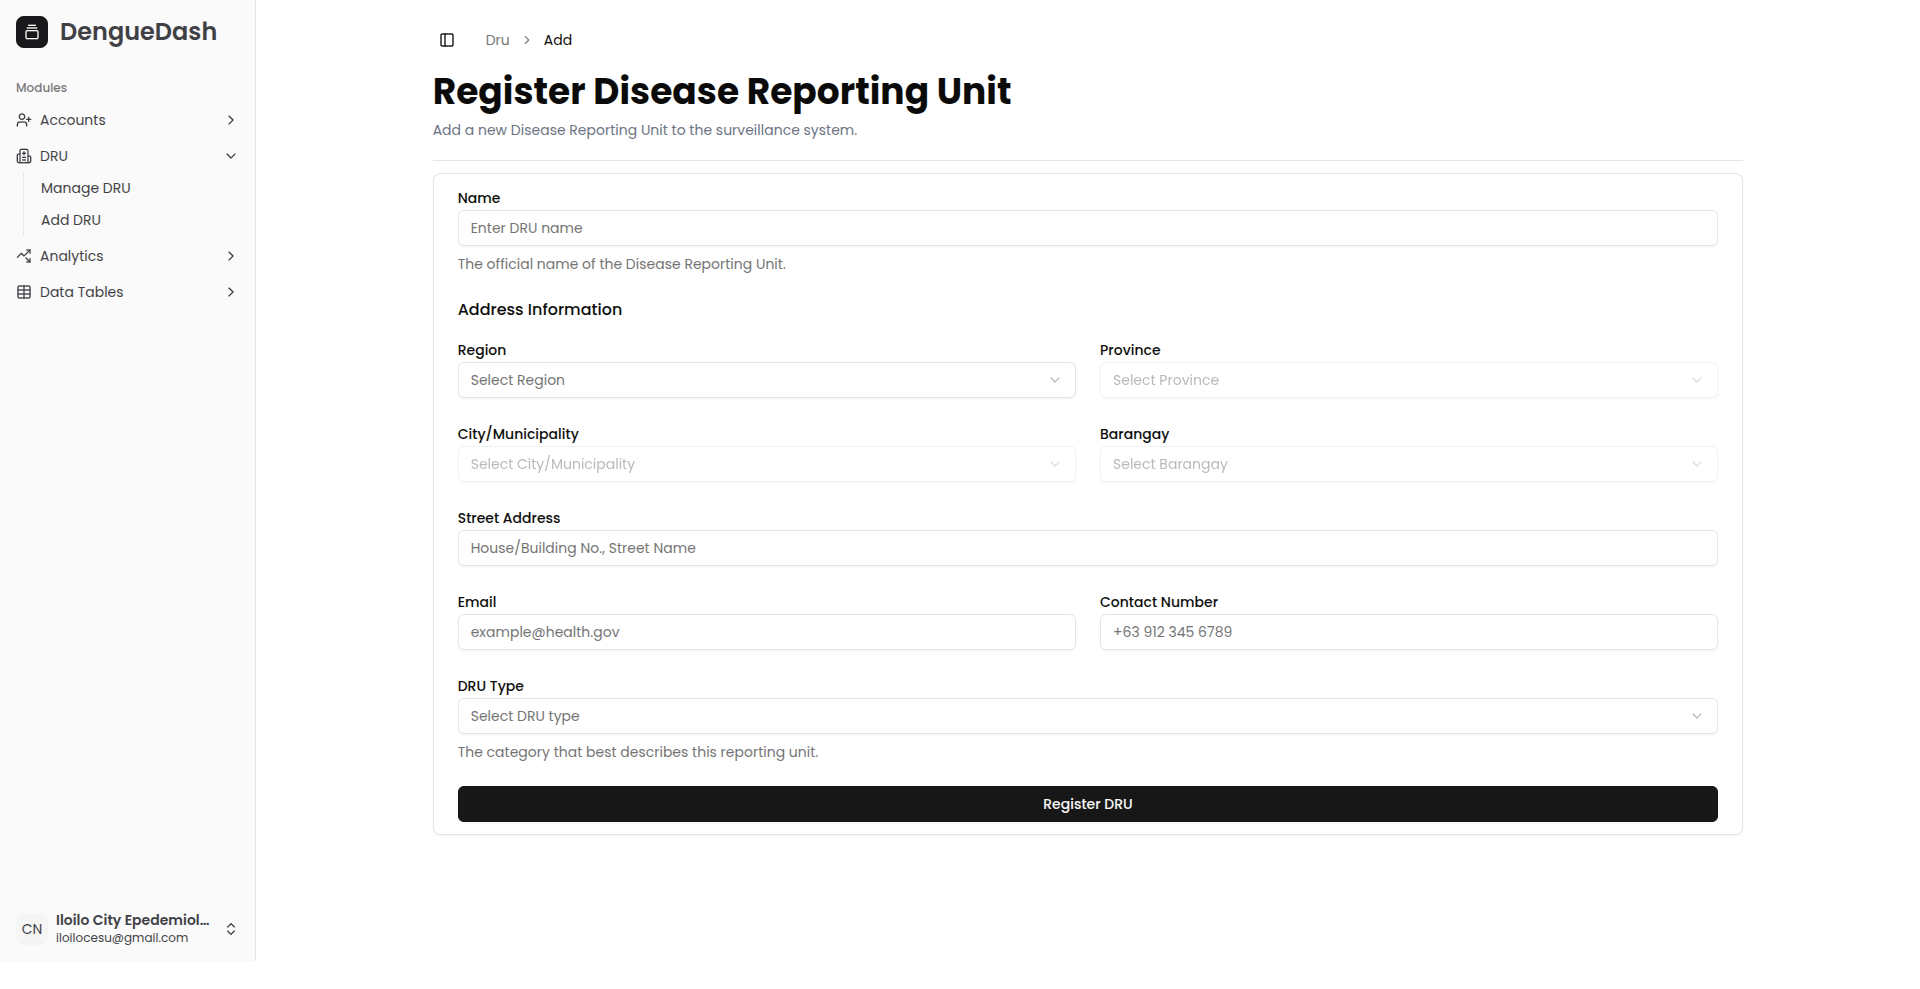 DengueDash
Modules
Accounts
DRU
Manage DRU
Add DRU
Analytics
Data Tables
CN
Iloilo City Epedemiol...
iloilocesu@gmail.com
Dru > Add
Register Disease Reporting Unit
Add a new Disease Reporting Unit to the surveillance system.
Name
Enter DRU name
The official name of the Disease Reporting Unit.
Address Information
Region
Select Region
Province
Select Province
City/Municipality
Select City/Municipality
Barangay
Select Barangay
Street Address
House/Building No., Street Name
Email
example@health.gov
Contact Number
+63 912 345 6789
DRU Type
Select DRU type
The category that best describes this reporting unit.
Register DRU